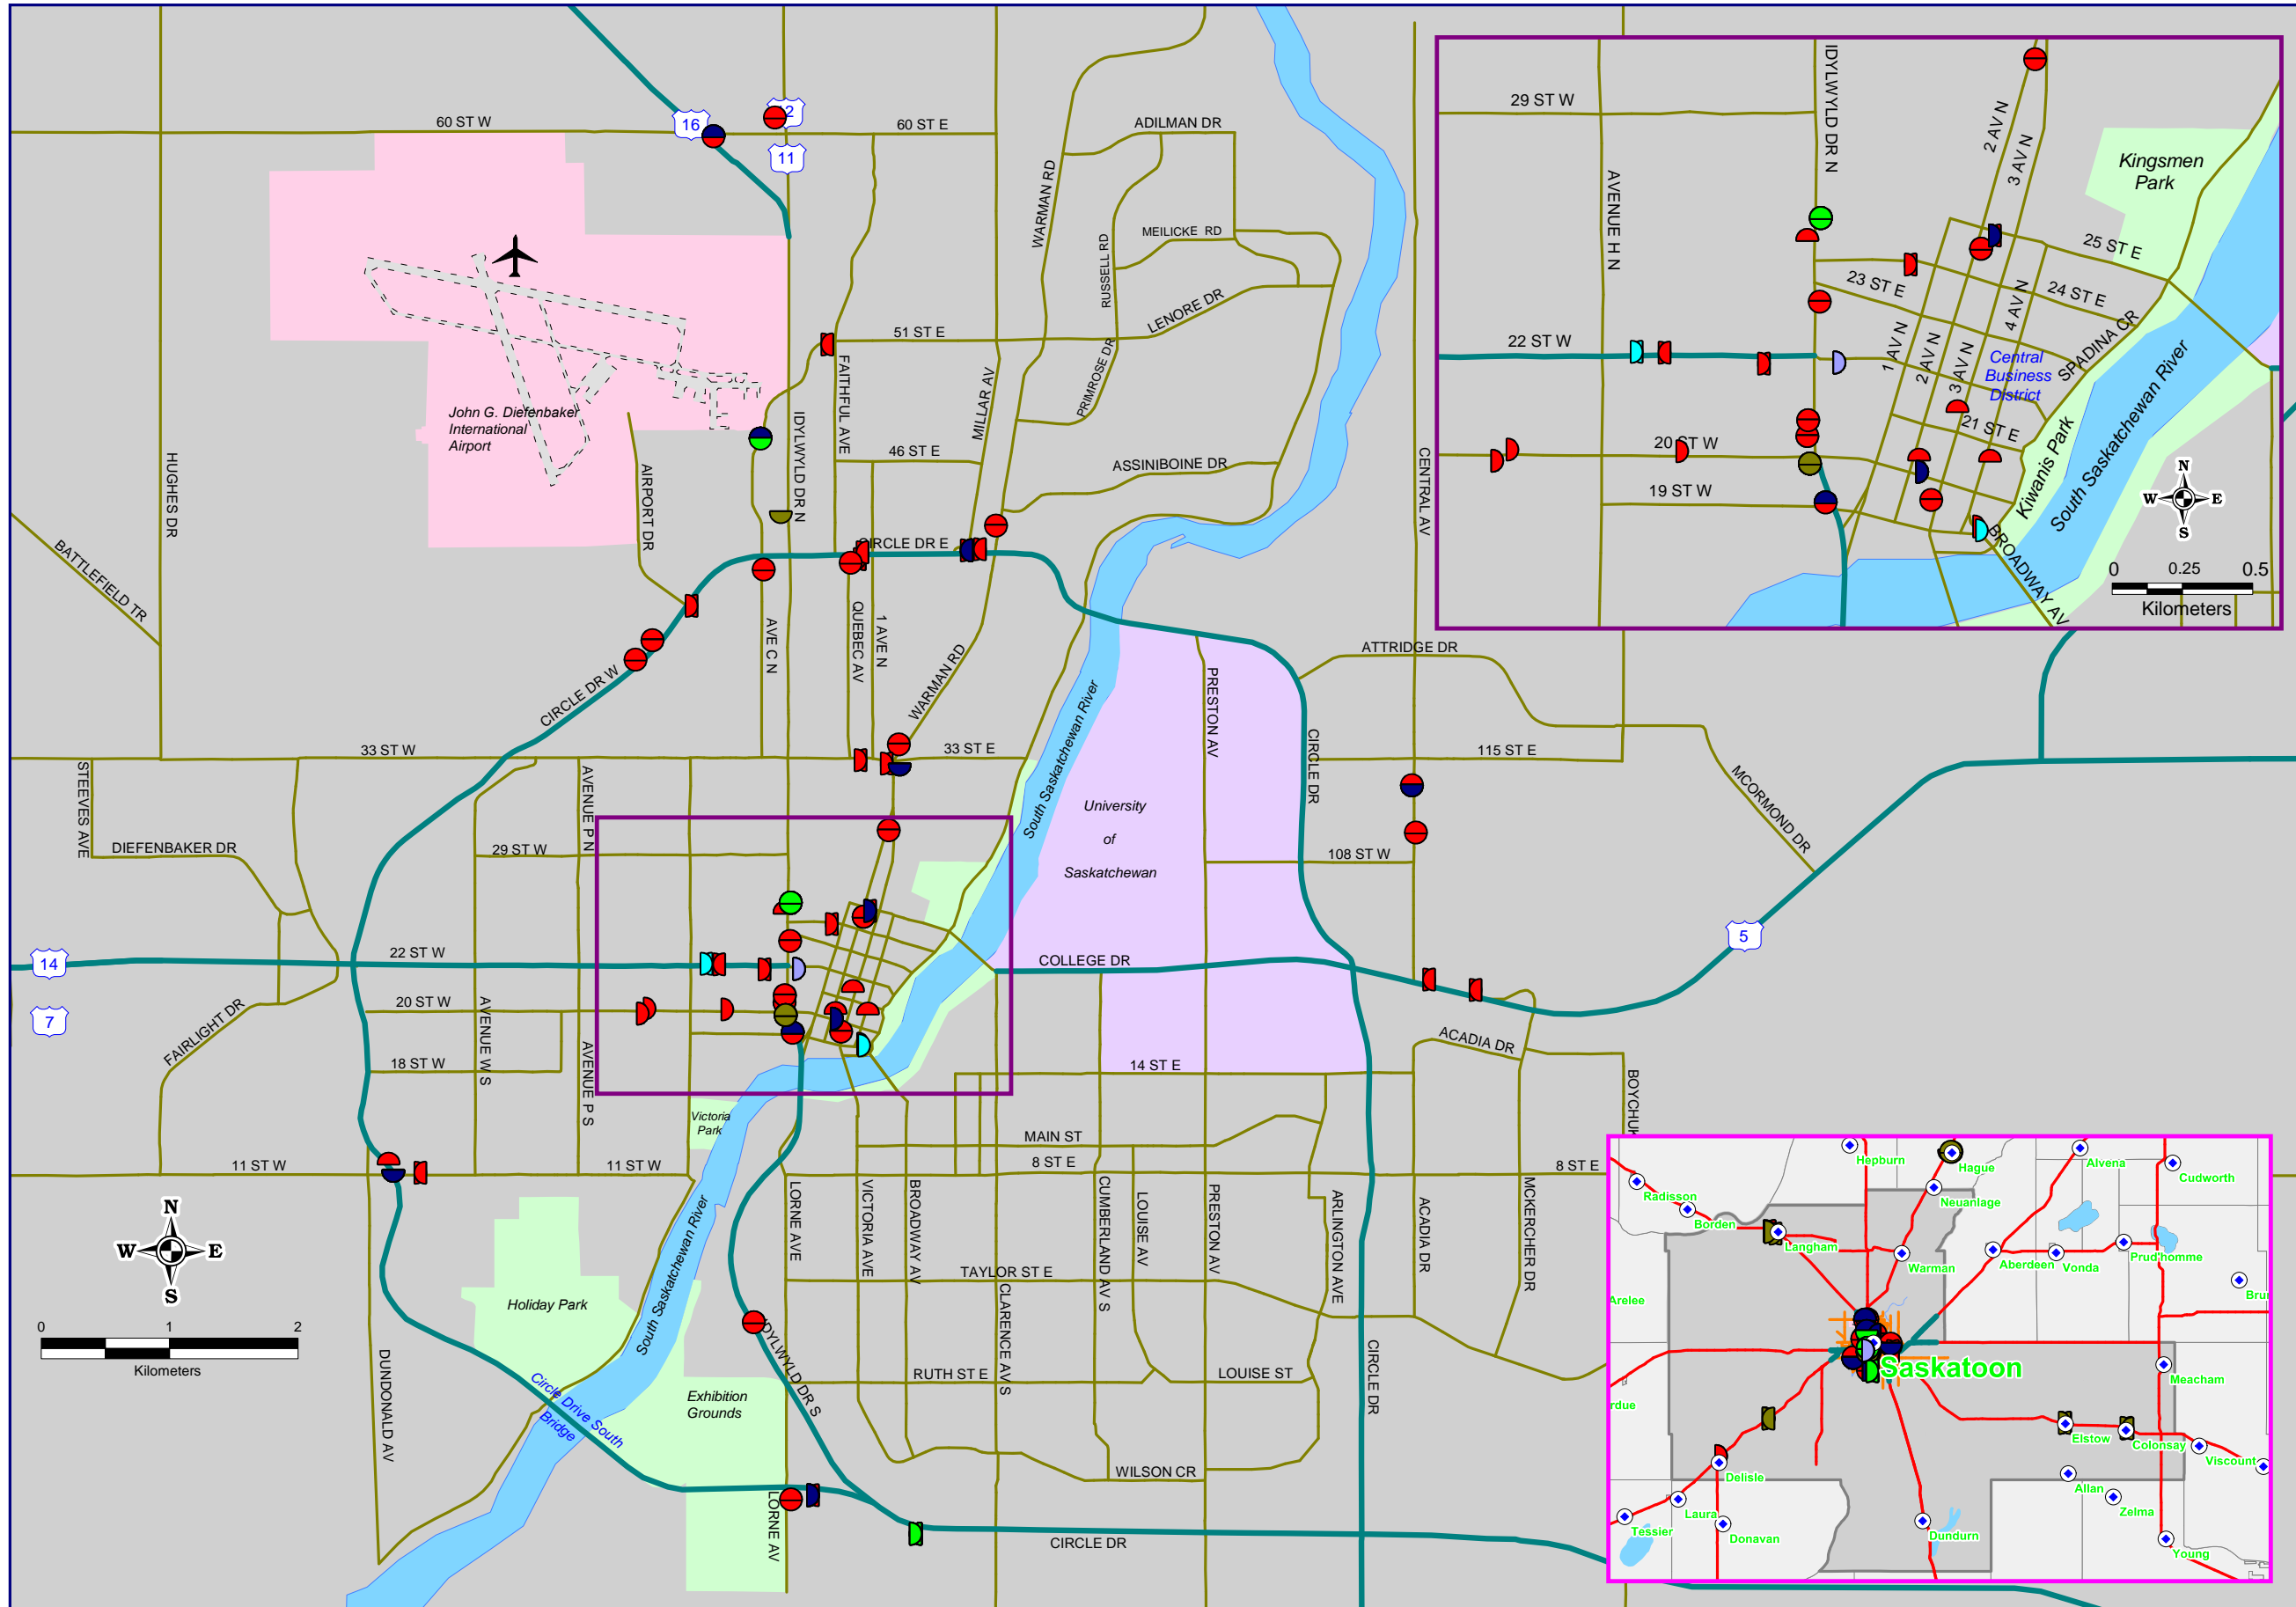 60 ST W
16
2
11
60 ST E
ADILMAN DR
WARMAN RD
MEILICKE RD
RUSSELL RD
LENORE DR
51 ST E
PRIMROSE DR
FAITHFUL AVE
MILLAR AV
IDYLWYLD DR N
46 ST E
ASSINIBOINE DR
John G. Diefenbaker
International
Airport
AIRPORT DR
HUGHES DR
BATTLEFIELD TR
CIRCLE DR E
CENTRAL AV
AVE C N
QUEBEC AV
1 AVE N
WARMAN RD
CIRCLE DR W
ATTRIDGE DR
PRESTON AV
CIRCLE DR
South Saskatchewan River
33 ST W
33 ST E
115 ST E
STEEVES AVE
AVENUE P N
MCORMOND DR
DIEFENBAKER DR
29 ST W
University
of
Saskatchewan
108 ST W
5
14
22 ST W
COLLEGE DR
7
20 ST W
AVENUE W S
FAIRLIGHT DR
18 ST W
AVENUE P S
ACADIA DR
14 ST E
BOYCHUK
Victoria
Park
MAIN ST
11 ST W
11 ST W
8 ST E
8 ST E
LORNE AVE
VICTORIA AVE
BROADWAY AV
CUMBERLAND AV S
LOUISE AV
PRESTON AV
ARLINGTON AVE
ACADIA DR
MCKERCHER DR
N
W
E
S
0
1
2
Kilometers
Holiday Park
South Saskatchewan River
TAYLOR ST E
CLARENCE AV S
IDYLWYLD DR S
RUTH ST E
LOUISE ST
CIRCLE DR
DUNDONALD AV
Circle Drive South
Bridge
Exhibition
Grounds
WILSON CR
LORNE AV
CIRCLE DR
29 ST W
IDYLWYLD DR N
2 AV N
3 AV N
Kingsmen
Park
AVENUE H N
25 ST E
23 ST E
24 ST E
22 ST W
1 AV N
2 AV N
3 AV N
4 AV N
SPADINA CR
Central
Business
District
21 ST E
20 ST W
19 ST W
Kiwanis Park
South Saskatchewan River
BROADWAY AV
N
W
E
S
0
0.25
0.5
Kilometers
Hepburn
Hague
Alvena
Cudworth
Radisson
Neuanlage
Borden
Langham
Warman
Aberdeen
Vonda
Prud'homme
Arelee
Brun
Saskatoon
Meacham
rdue
Elstow
Colonsay
Viscount
Delisle
Allan
Zelma
Laura
Tessier
Donavan
Dundurn
Young